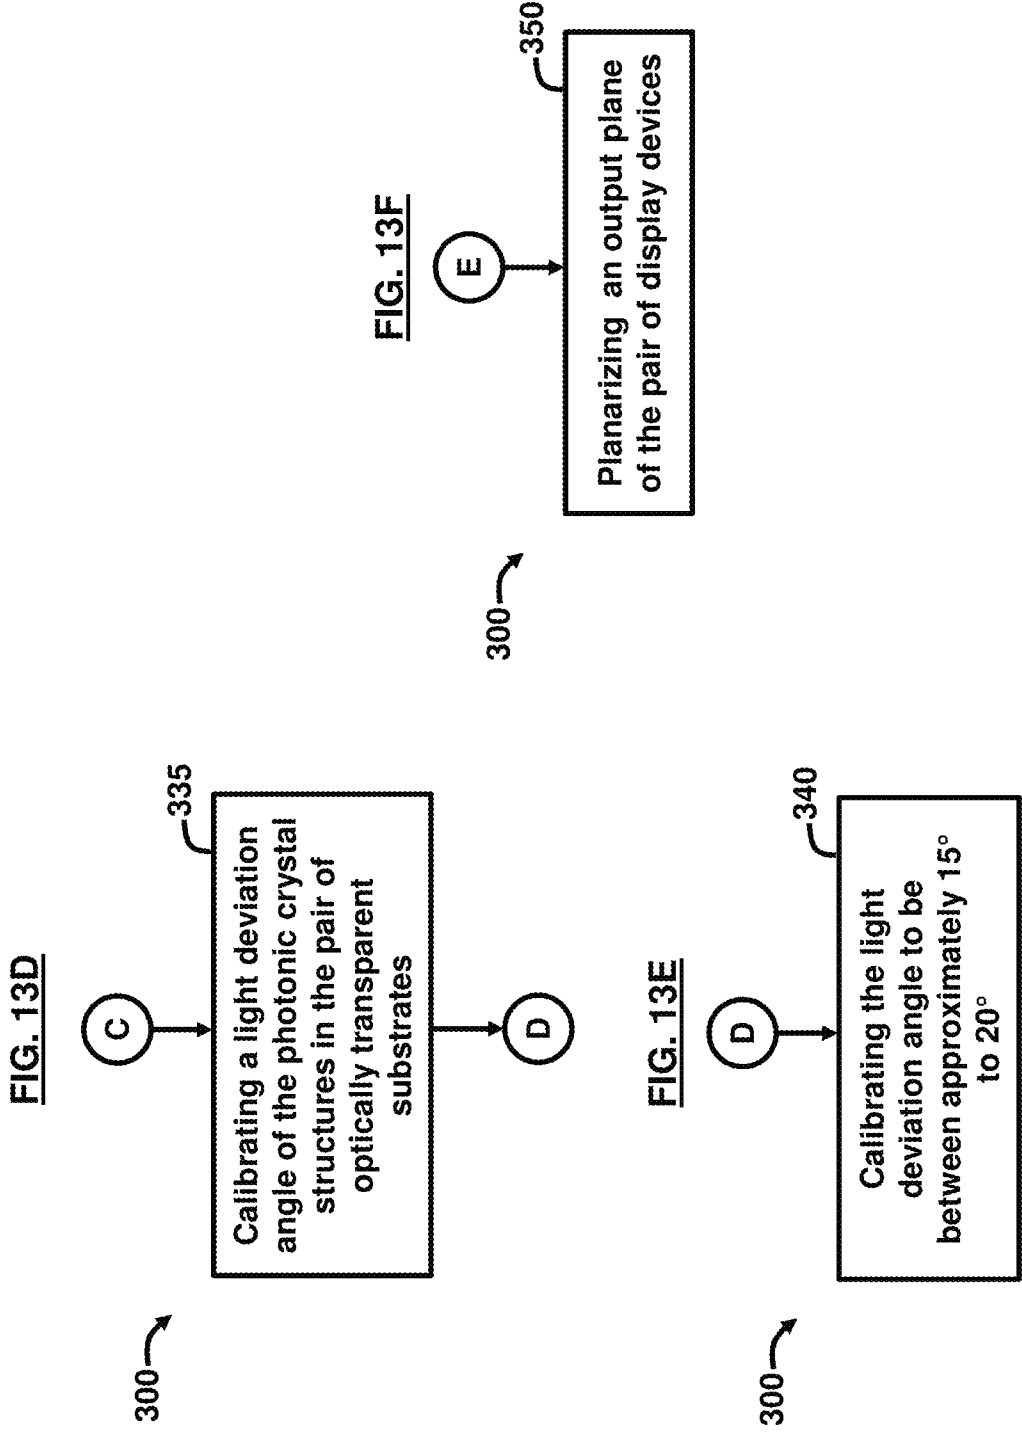 FIG. 13D
C
300
335
Calibrating a light deviation
angle of the photonic crystal
structures in the pair of
optically transparent
substrates
D
FIG. 13E
D
300
340
Calibrating the light
deviation angle to be
between approximately 15°
to 20°
FIG. 13F
E
300
350
Planarizing an output plane
of the pair of display devices